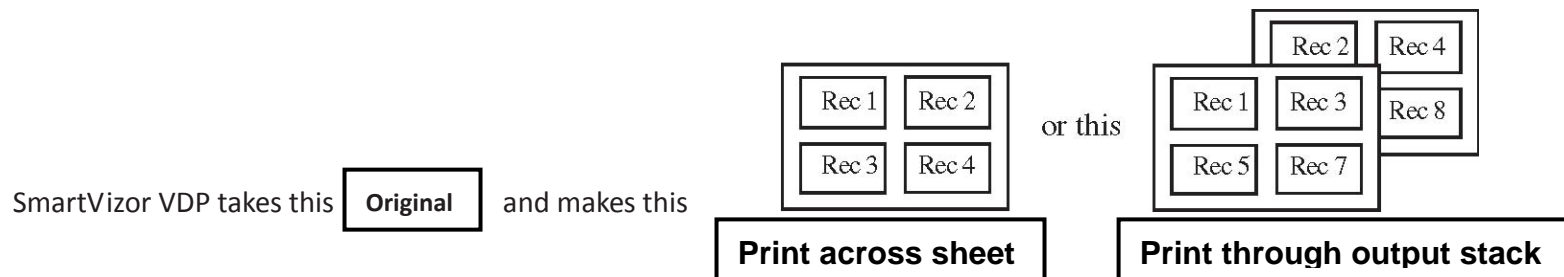 Rec 2 Rec 4
Rec 1 Rec 2
or this
Rec 1 Rec 3
Rec 8
Rec 3 Rec 4
Rec 5 Rec 7
SmartVizor VDP takes this Original and makes this
Print across sheet
Print through output stack